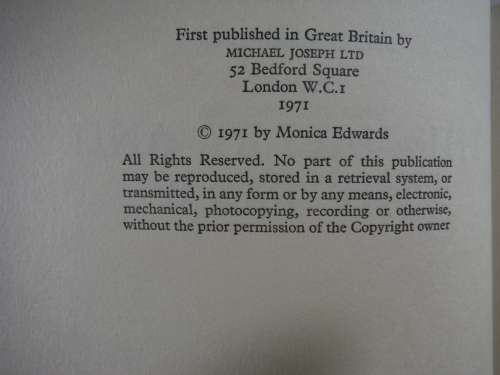 First published in Great Britain by
MICHAEL JOSEPH LTD
52 Bedford Square
London W.C.1
1971
© 1971 by Monica Edwards
All Rights Reserved. No part of this publication
may be reproduced, stored in a retrieval system, or
transmitted, in any form or by any means, electronic,
mechanical, photocopying, recording or otherwise,
without the prior permission of the Copyright owner